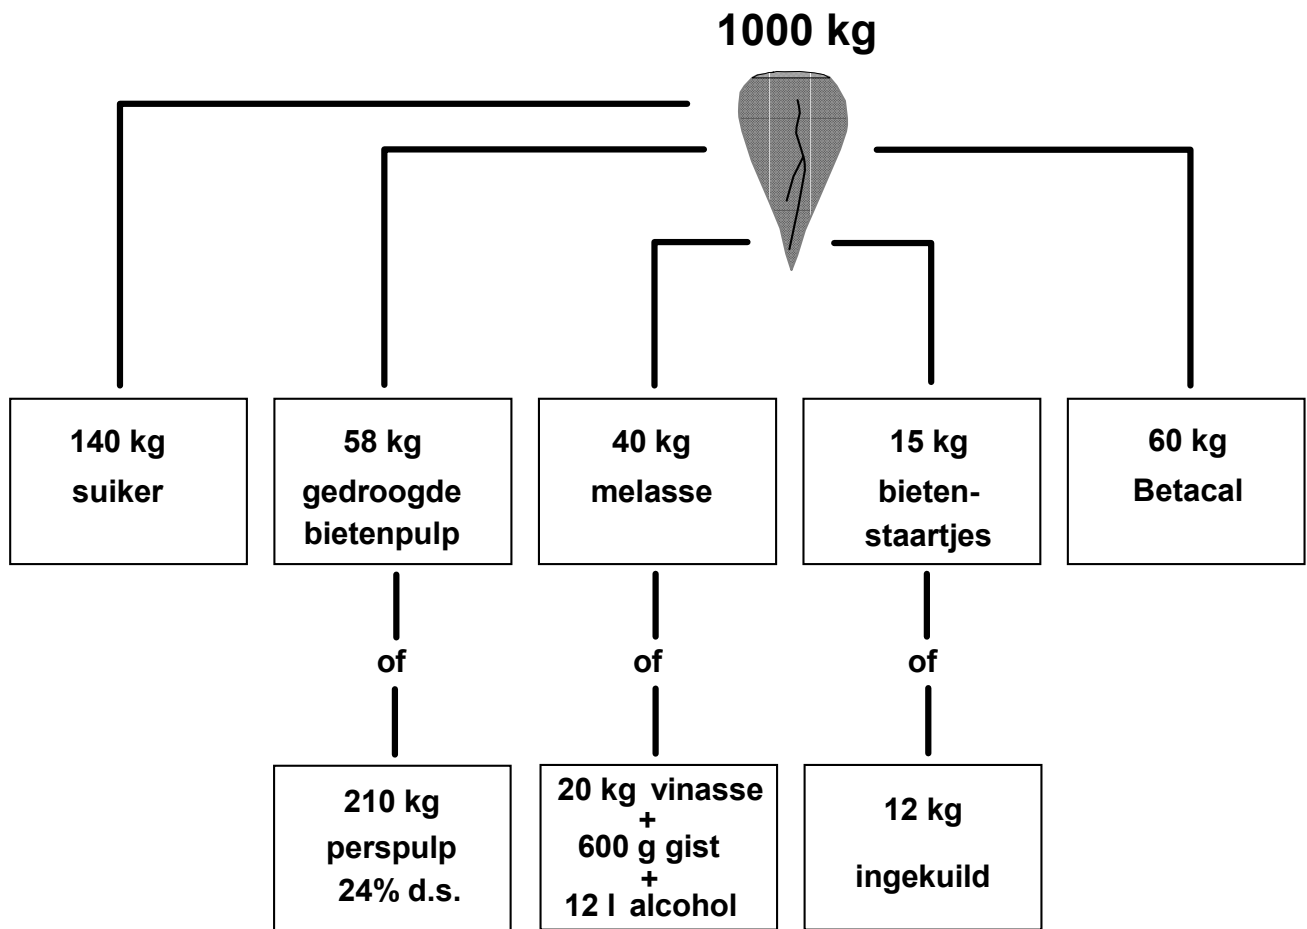 1000 kg
140 kg
suiker
58 kg
gedroogde
bietenpulp
40 kg
melasse
15 kg
bieten-
staartjes
60 kg
Betacal
of
of
of
210 kg
perspulp
24% d.s.
20 kg vinasse
+
600 g gist
+
12 l alcohol
12 kg
ingekuild